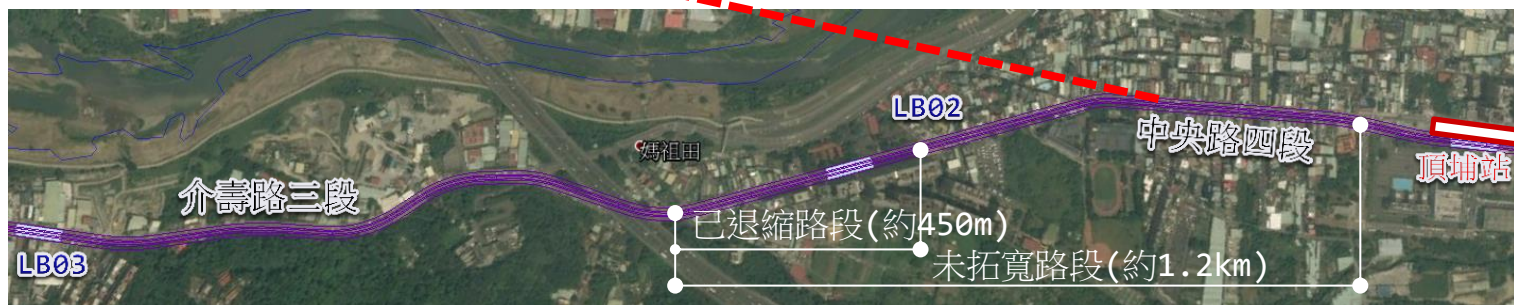 LB02
中央路四段
媽祖田
頂埔站
介壽路三段
已退縮路段(約450m)
LB03
未拓寬路段(約1.2km)